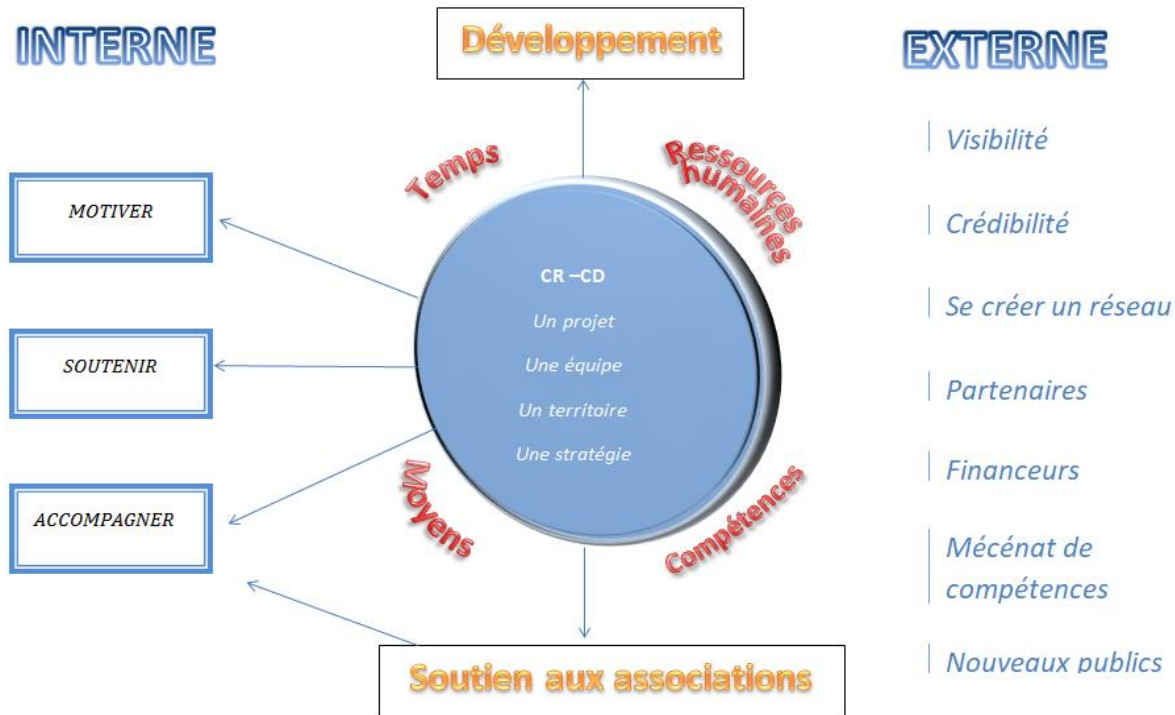 INTERNE
MOTIVER
SOUTENIR
ACCOMPAGNER
Développement
Temps
Ressources
humaines
CR –CD
Un projet
Une équipe
Un territoire
Une stratégie
Moyens
Compétences
Soutien aux associations
EXTERNE
Visibilité
Crédibilité
Se créer un réseau
Partenaires
Financeurs
Mécénat de
compétences
Nouveaux publics